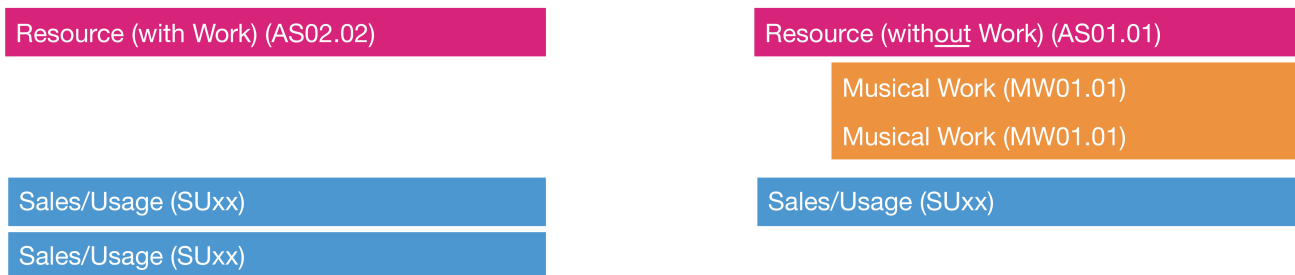 Resource (with Work) (AS02.02)
Sales/Usage (SUxx)
Sales/Usage (SUxx)
Resource (without Work) (AS01.01)
Musical Work (MW01.01)
Musical Work (MW01.01)
Sales/Usage (SUxx)